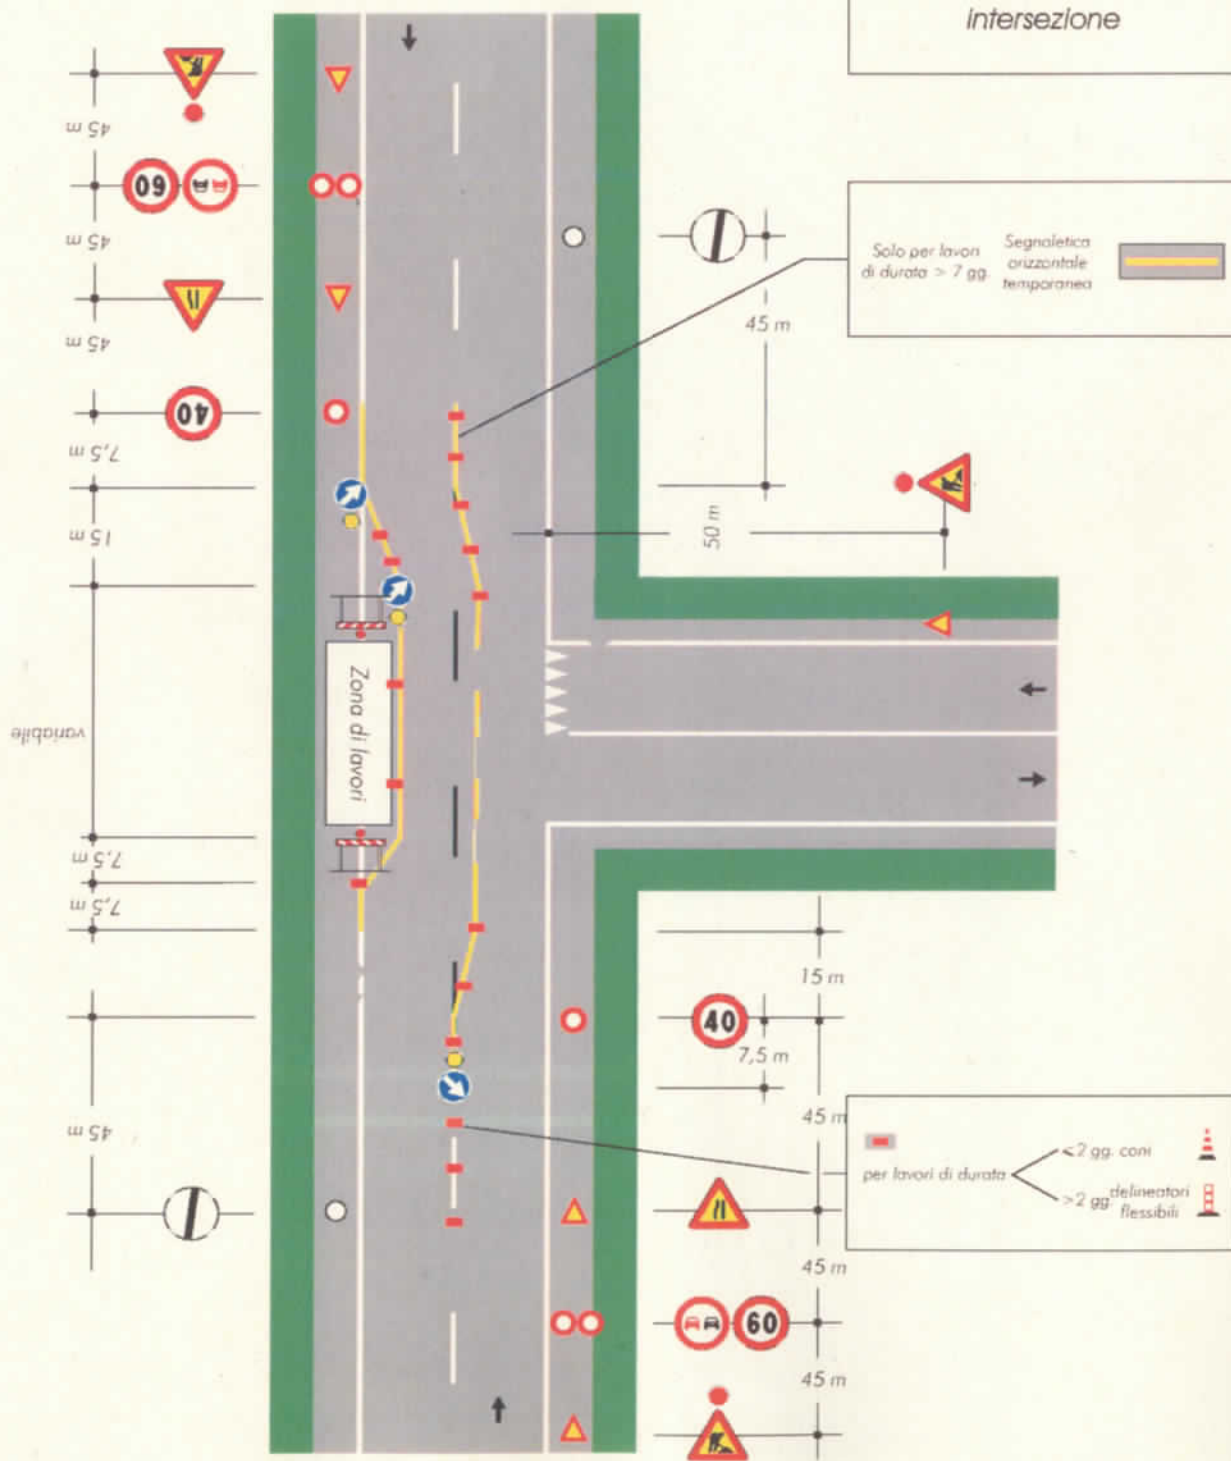 intersezione
45 m
60
45 m
45 m
40
7,5 m
15 m
variabile
7,5 m
7,5 m
45 m
Zona di lavori
Solo per lavori
di durata > 7 gg.
Segnaletica
orizzontale
temporanea
45 m
50 m
15 m
40
7,5 m
45 m
per lavori di durata
<2 gg. coni
>2 gg. delineatori
flessibili
45 m
60
45 m